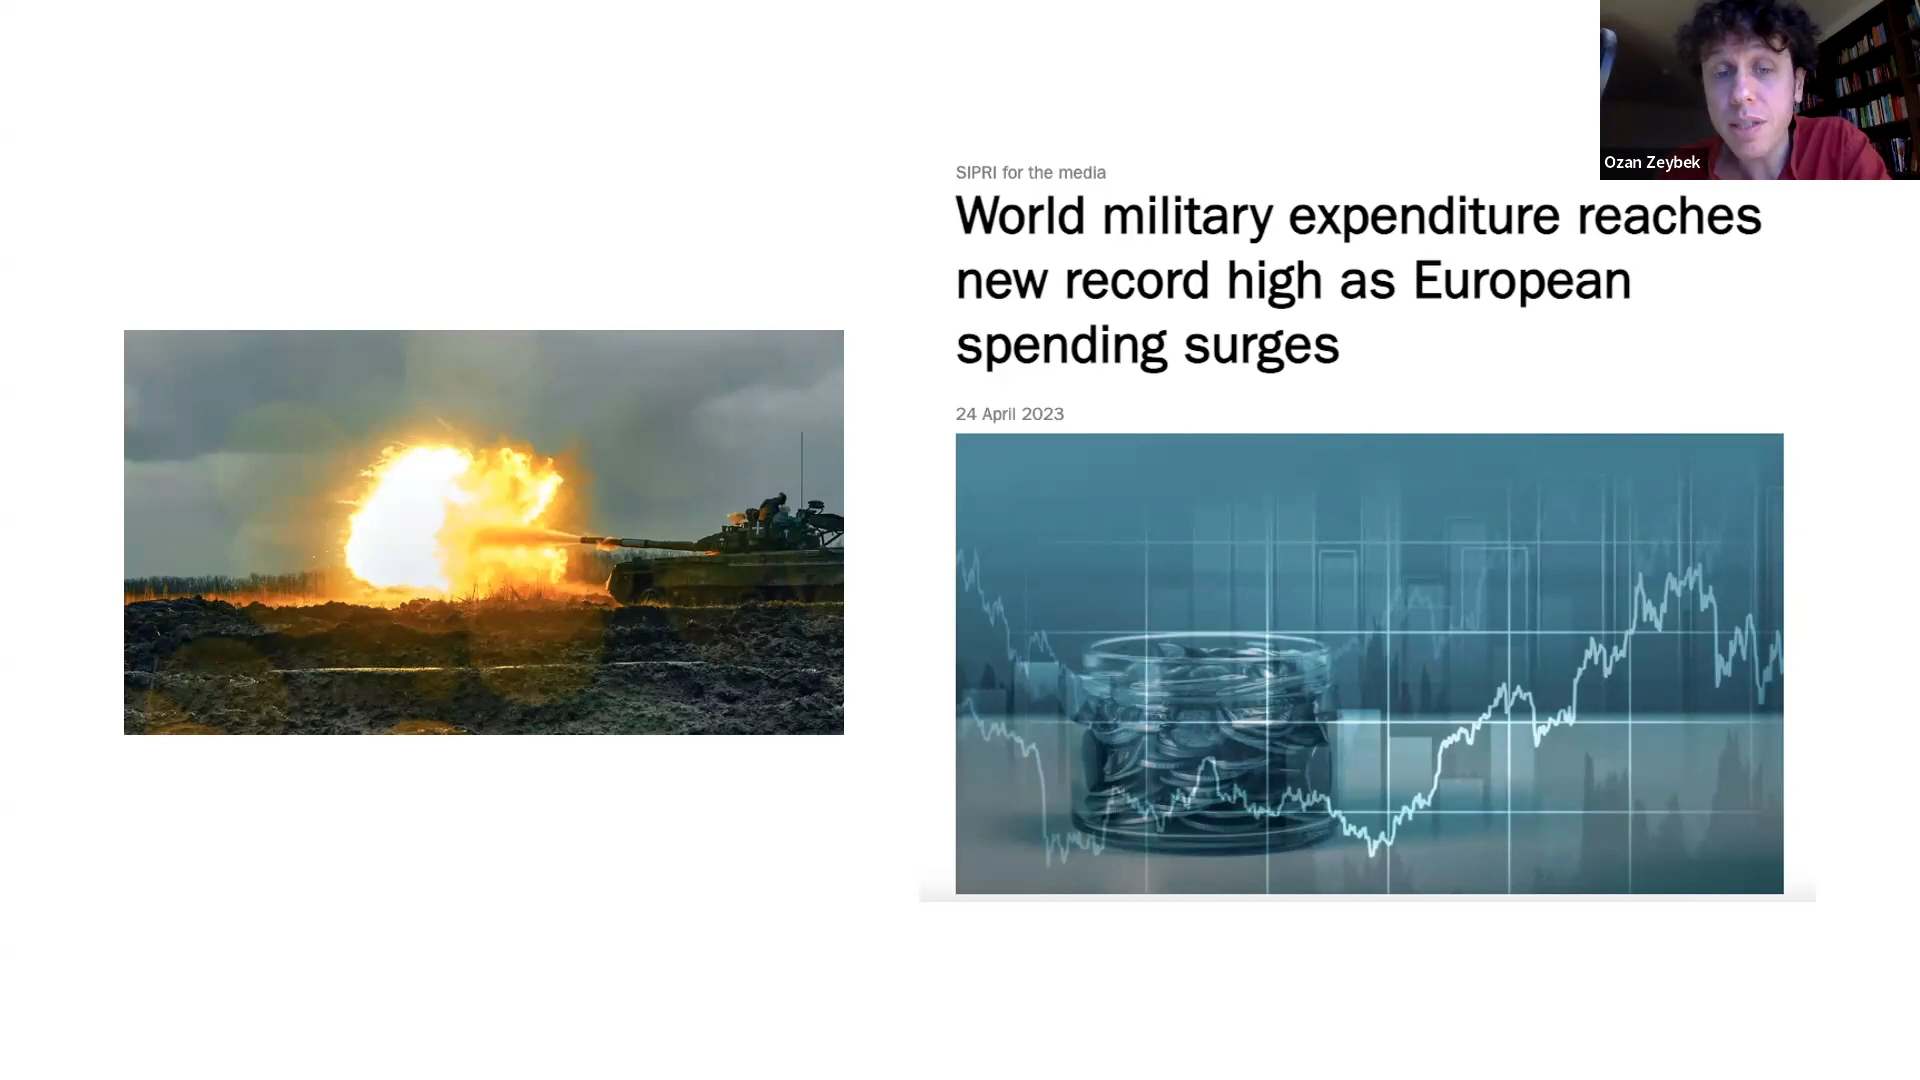 Ozan Zeybek
SIPRI for the media
World military expenditure reaches
new record high as European
spending surges
24 April 2023